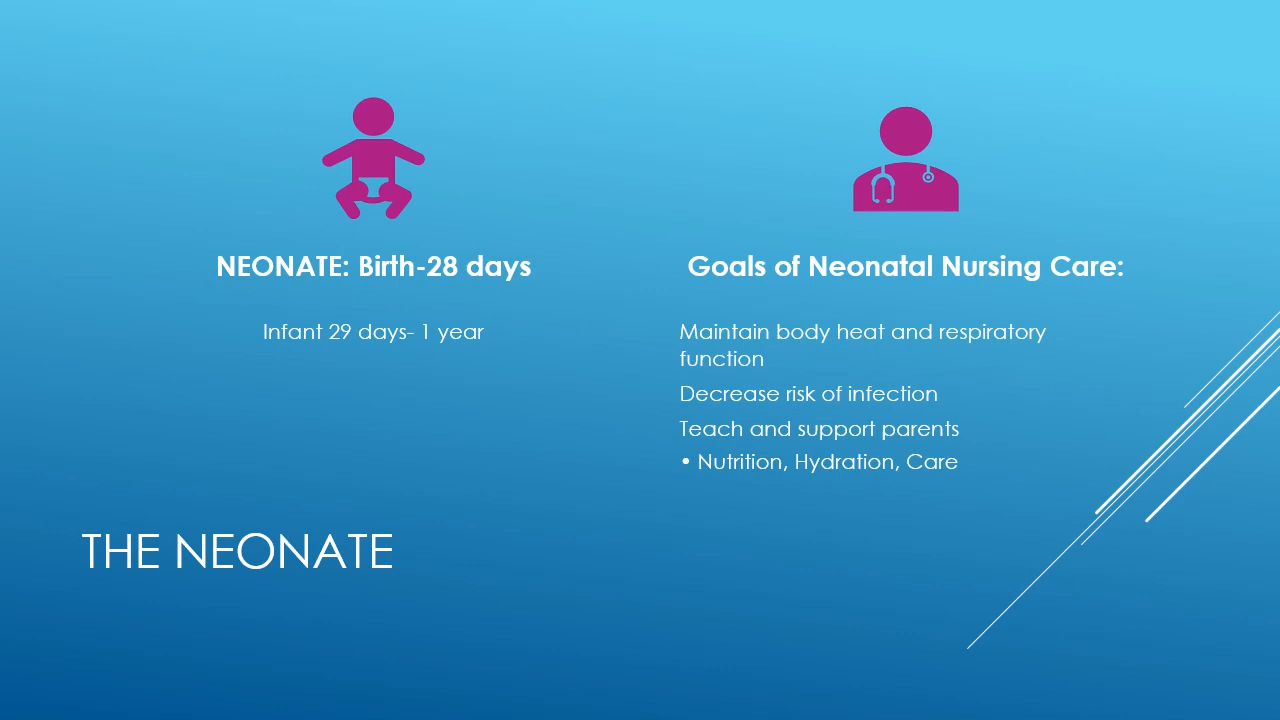 NEONATE: Birth-28 days
Infant 29 days- 1 year
Goals of Neonatal Nursing Care:
Maintain body heat and respiratory
function
Decrease risk of infection
Teach and support parents
• Nutrition, Hydration, Care
THE NEONATE